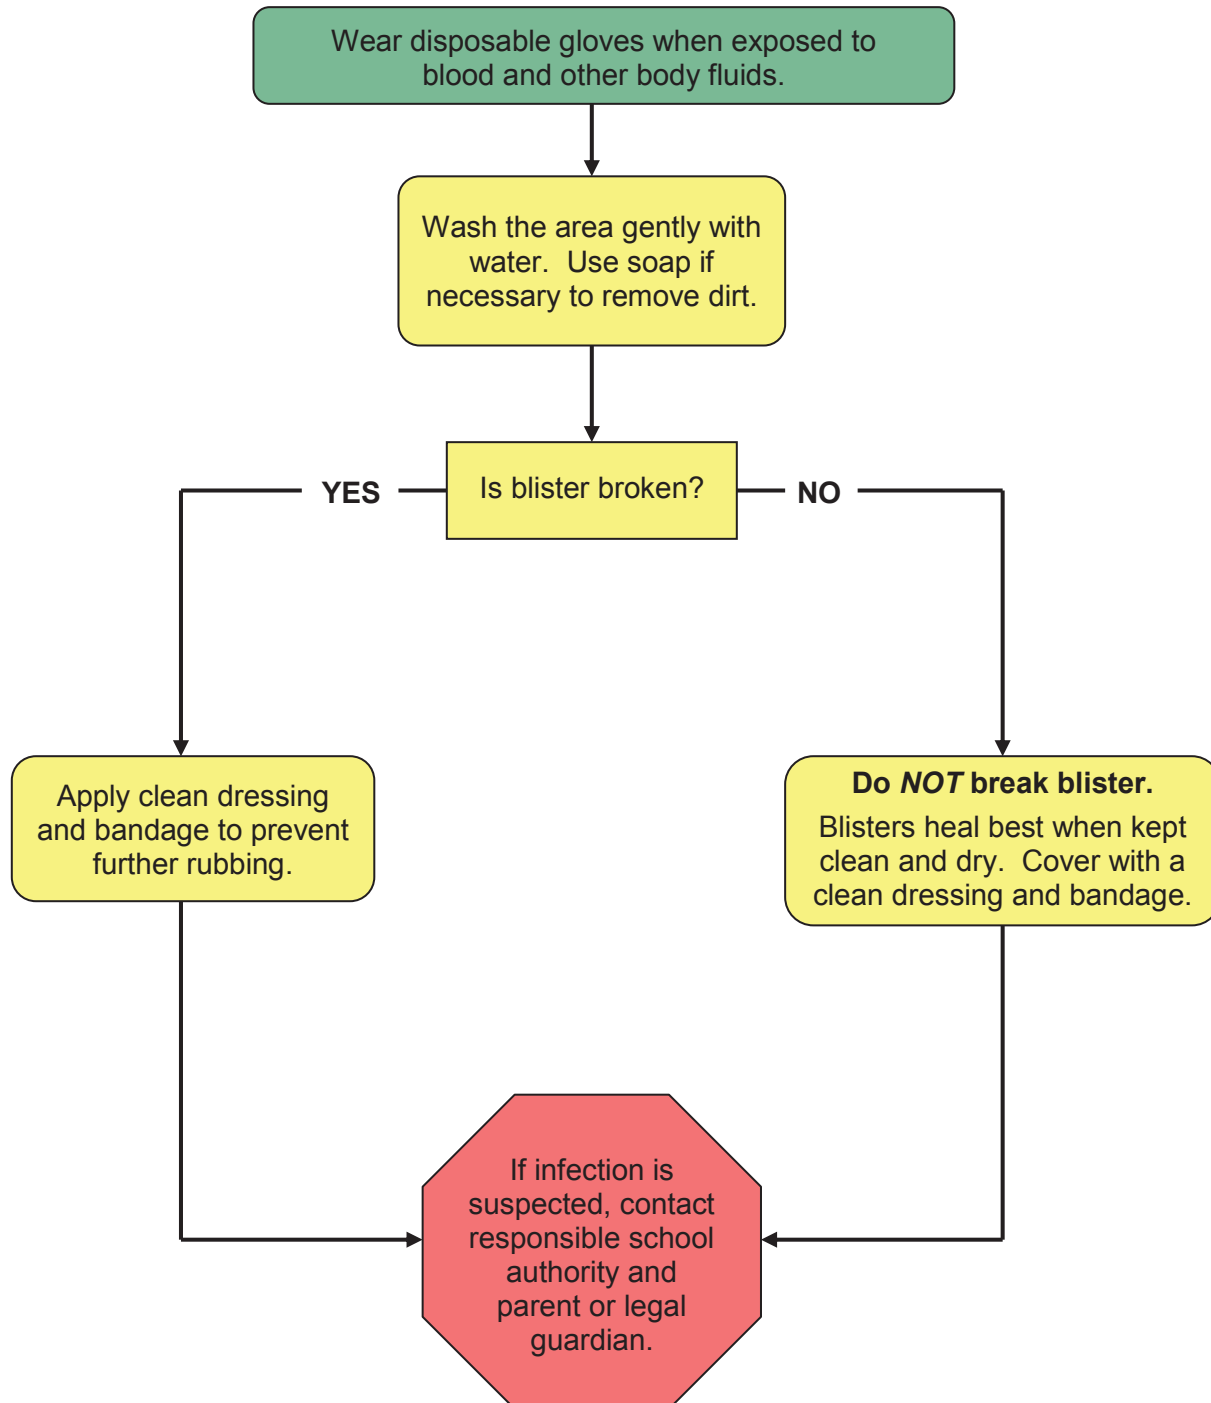 Wear disposable gloves when exposed to
blood and other body fluids.
Wash the area gently with
water.  Use soap if
necessary to remove dirt.
Is blister broken?
YES
NO
Apply clean dressing
and bandage to prevent
further rubbing.
Do NOT break blister.
Blisters heal best when kept
clean and dry.  Cover with a
clean dressing and bandage.
If infection is
suspected, contact
responsible school
authority and
parent or legal
guardian.